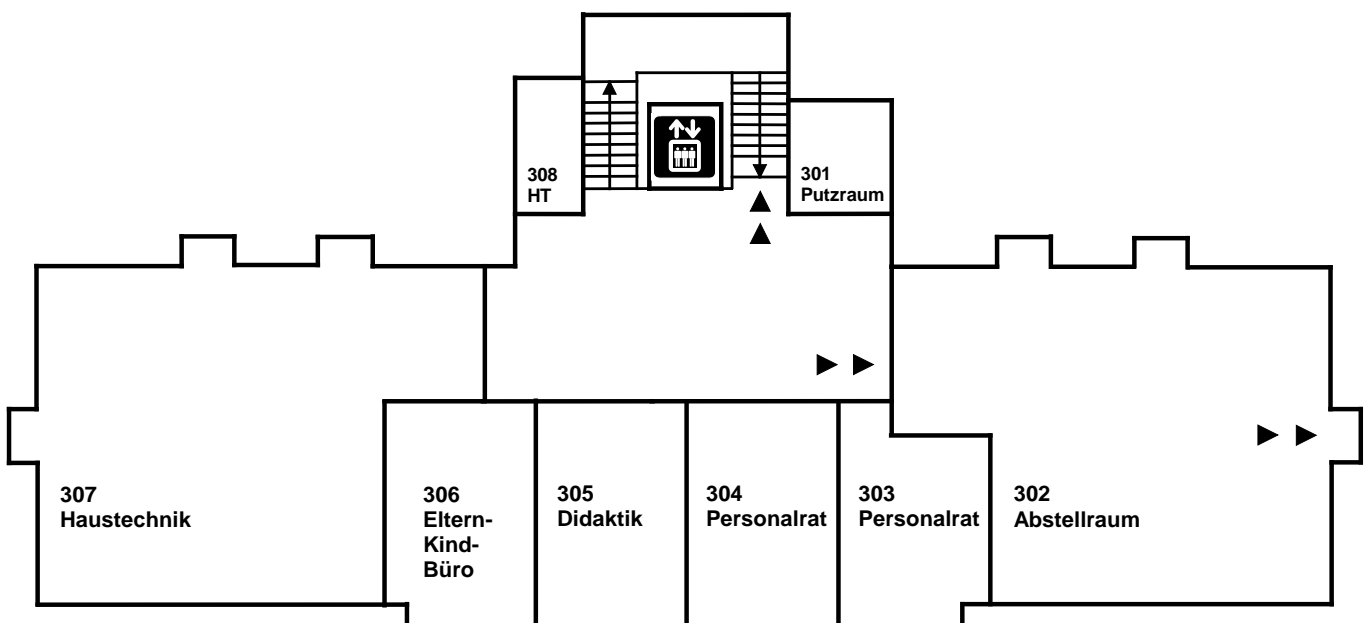 308
HT
301
Putzraum
307
Haustechnik
306
Eltern-
Kind-
Büro
305
Didaktik
304
Personalrat
303
Personalrat
302
Abstellraum